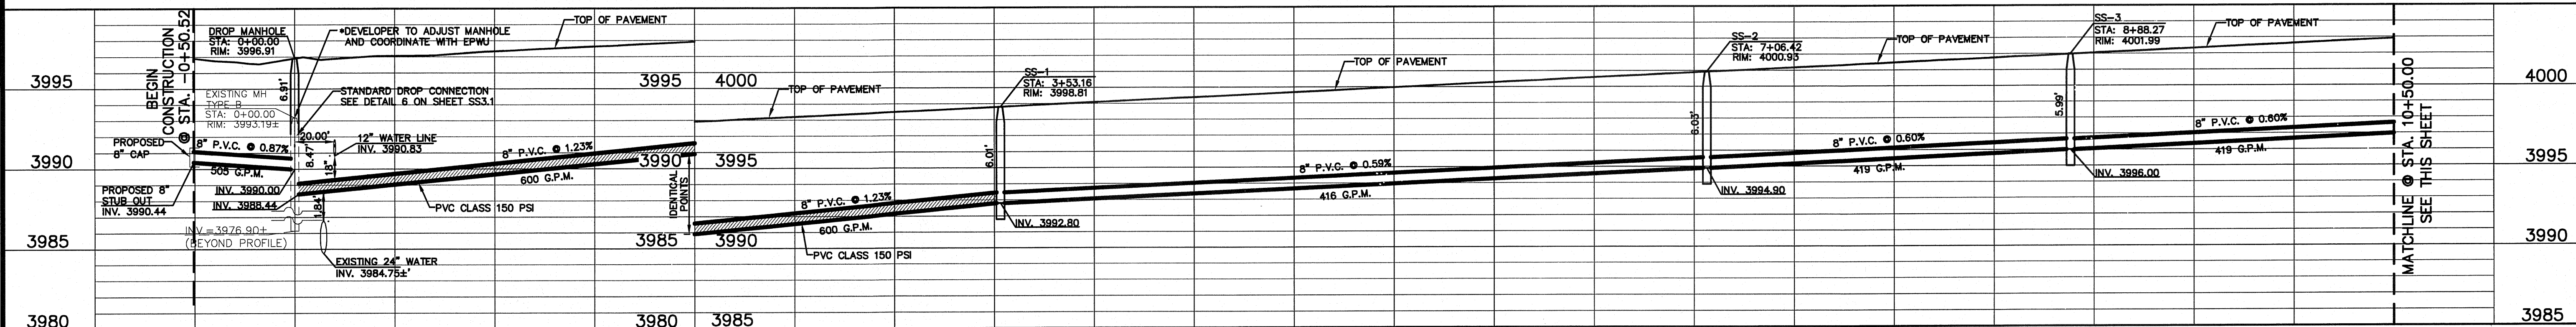 3995
3990
3985
3980
BEGIN
CONSTRUCTION
@ STA. -0+50.52
DROP MANHOLE
STA: 0+00.00
RIM: 3996.91
*DEVELOPER TO ADJUST MANHOLE
AND COORDINATE WITH EPWU
TOP OF PAVEMENT
6.91'
EXISTING MH
TYPE B
STA: 0+00.00
RIM: 3993.19±
STANDARD DROP CONNECTION
SEE DETAIL 6 ON SHEET SS3.1
PROPOSED
8" CAP
8" P.V.C. @ 0.87%
505 G.P.M.
20.00'
8.47'
18"
12" WATER LINE
INV. 3990.83
PROPOSED 8"
STUB OUT
INV. 3990.44
INV. 3990.00
INV. 3988.44
1.84'
INV.=3976.90±
(BEYOND PROFILE)
EXISTING 24" WATER
INV. 3984.75±'
8" P.V.C. @ 1.23%
600 G.P.M.
PVC CLASS 150 PSI
3995 4000
3990 3995
3985 3990
3980 3985
IDENTICAL
POINTS
TOP OF PAVEMENT
8" P.V.C. @ 1.23%
600 G.P.M.
PVC CLASS 150 PSI
SS-1
STA: 3+53.16
RIM: 3998.81
6.01'
INV. 3992.80
TOP OF PAVEMENT
8" P.V.C. @ 0.59%
416 G.P.M.
SS-2
STA: 7+06.42
RIM: 4000.93
6.03'
INV. 3994.90
TOP OF PAVEMENT
8" P.V.C. @ 0.60%
419 G.P.M.
SS-3
STA: 8+88.27
RIM: 4001.99
5.99'
INV. 3996.00
TOP OF PAVEMENT
8" P.V.C. @ 0.60%
419 G.P.M.
MATCHLINE @ STA. 10+50.00
SEE THIS SHEET
4000
3995
3990
3985